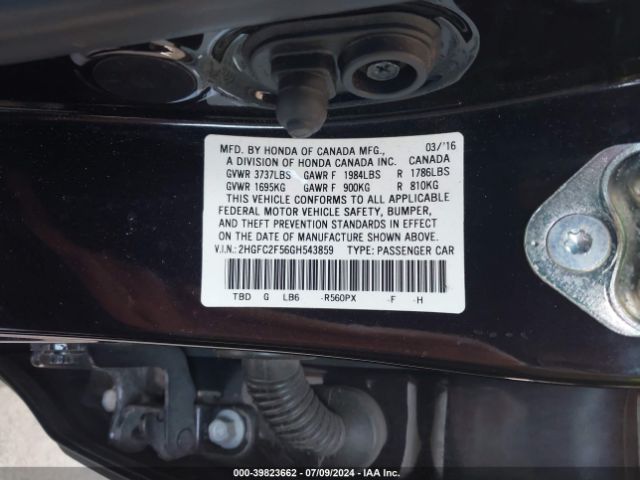 MFD. BY HONDA OF CANADA MFG., 03/'16
A DIVISION OF HONDA CANADA INC. CANADA
GVWR 3737LBS GAWR F 1984LBS R 1786LBS
GVWR 1695KG GAWR F 900KG R 810KG
THIS VEHICLE CONFORMS TO ALL APPLICABLE
FEDERAL MOTOR VEHICLE SAFETY, BUMPER,
AND THEFT PREVENTION STANDARDS IN EFFECT
ON THE DATE OF MANUFACTURE SHOWN ABOVE.
V.I.N.: 2HGFC2F56GH543859 TYPE: PASSENGER CAR
TBD G LB6 -R560PX -F -H
000-39823662 / 07/09/2024 / IAA Inc.